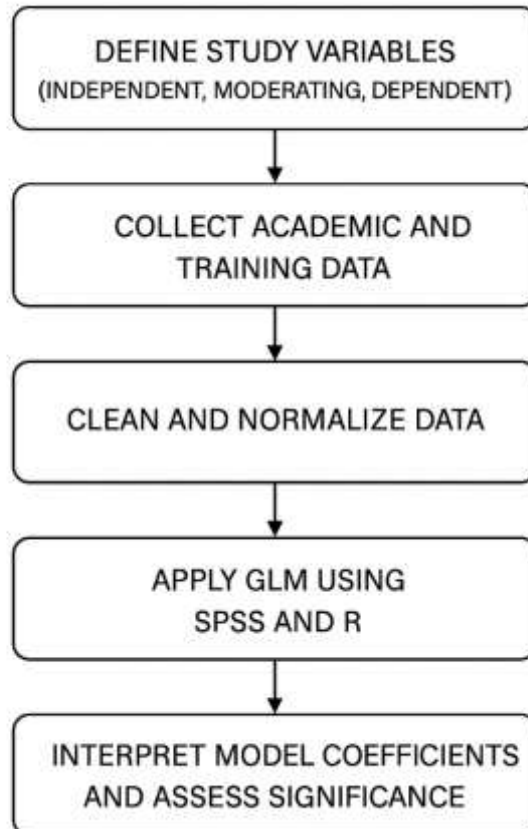 DEFINE STUDY VARIABLES
(INDEPENDENT, MODERATING, DEPENDENT)
COLLECT ACADEMIC AND
TRAINING DATA
CLEAN AND NORMALIZE DATA
APPLY GLM USING
SPSS AND R
INTERPRET MODEL COEFFICIENTS
AND ASSESS SIGNIFICANCE